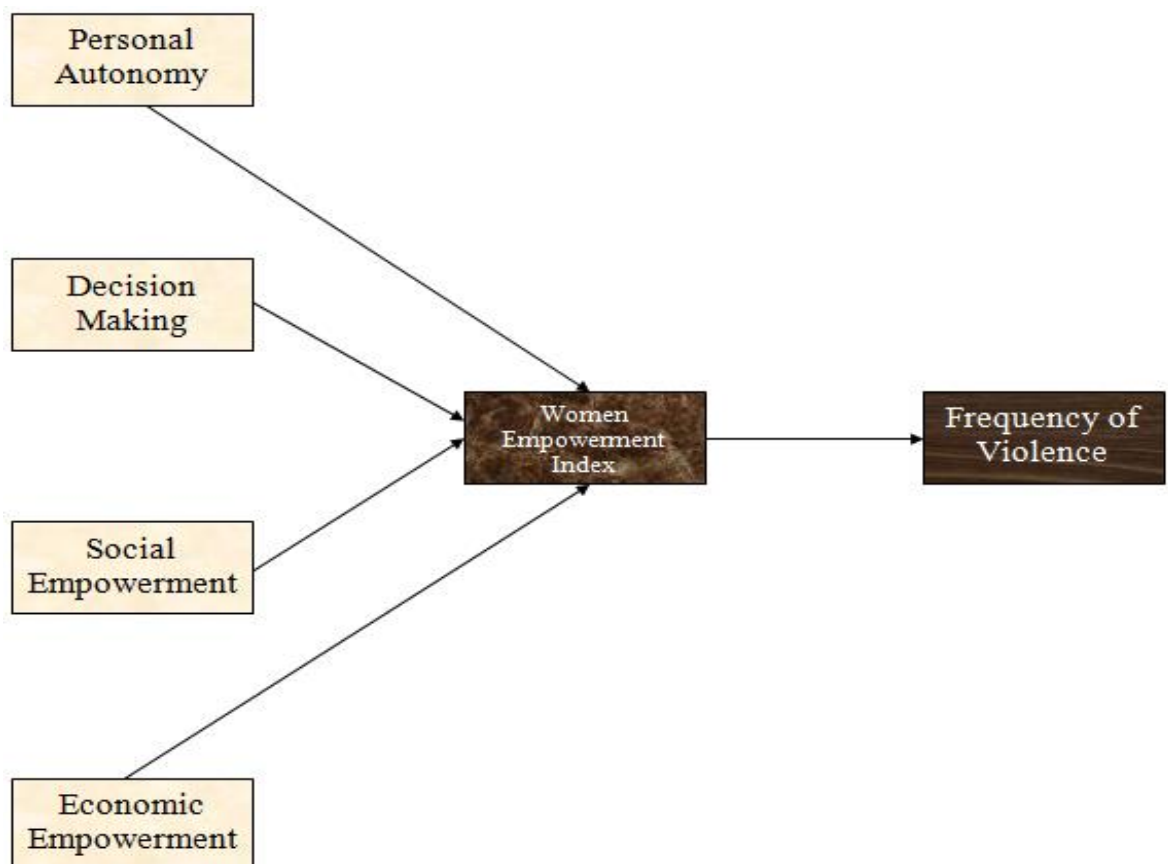 Personal
Autonomy
Decision
Making
Social
Empowerment
Economic
Empowerment
Women
Empowerment
Index
Frequency of
Violence